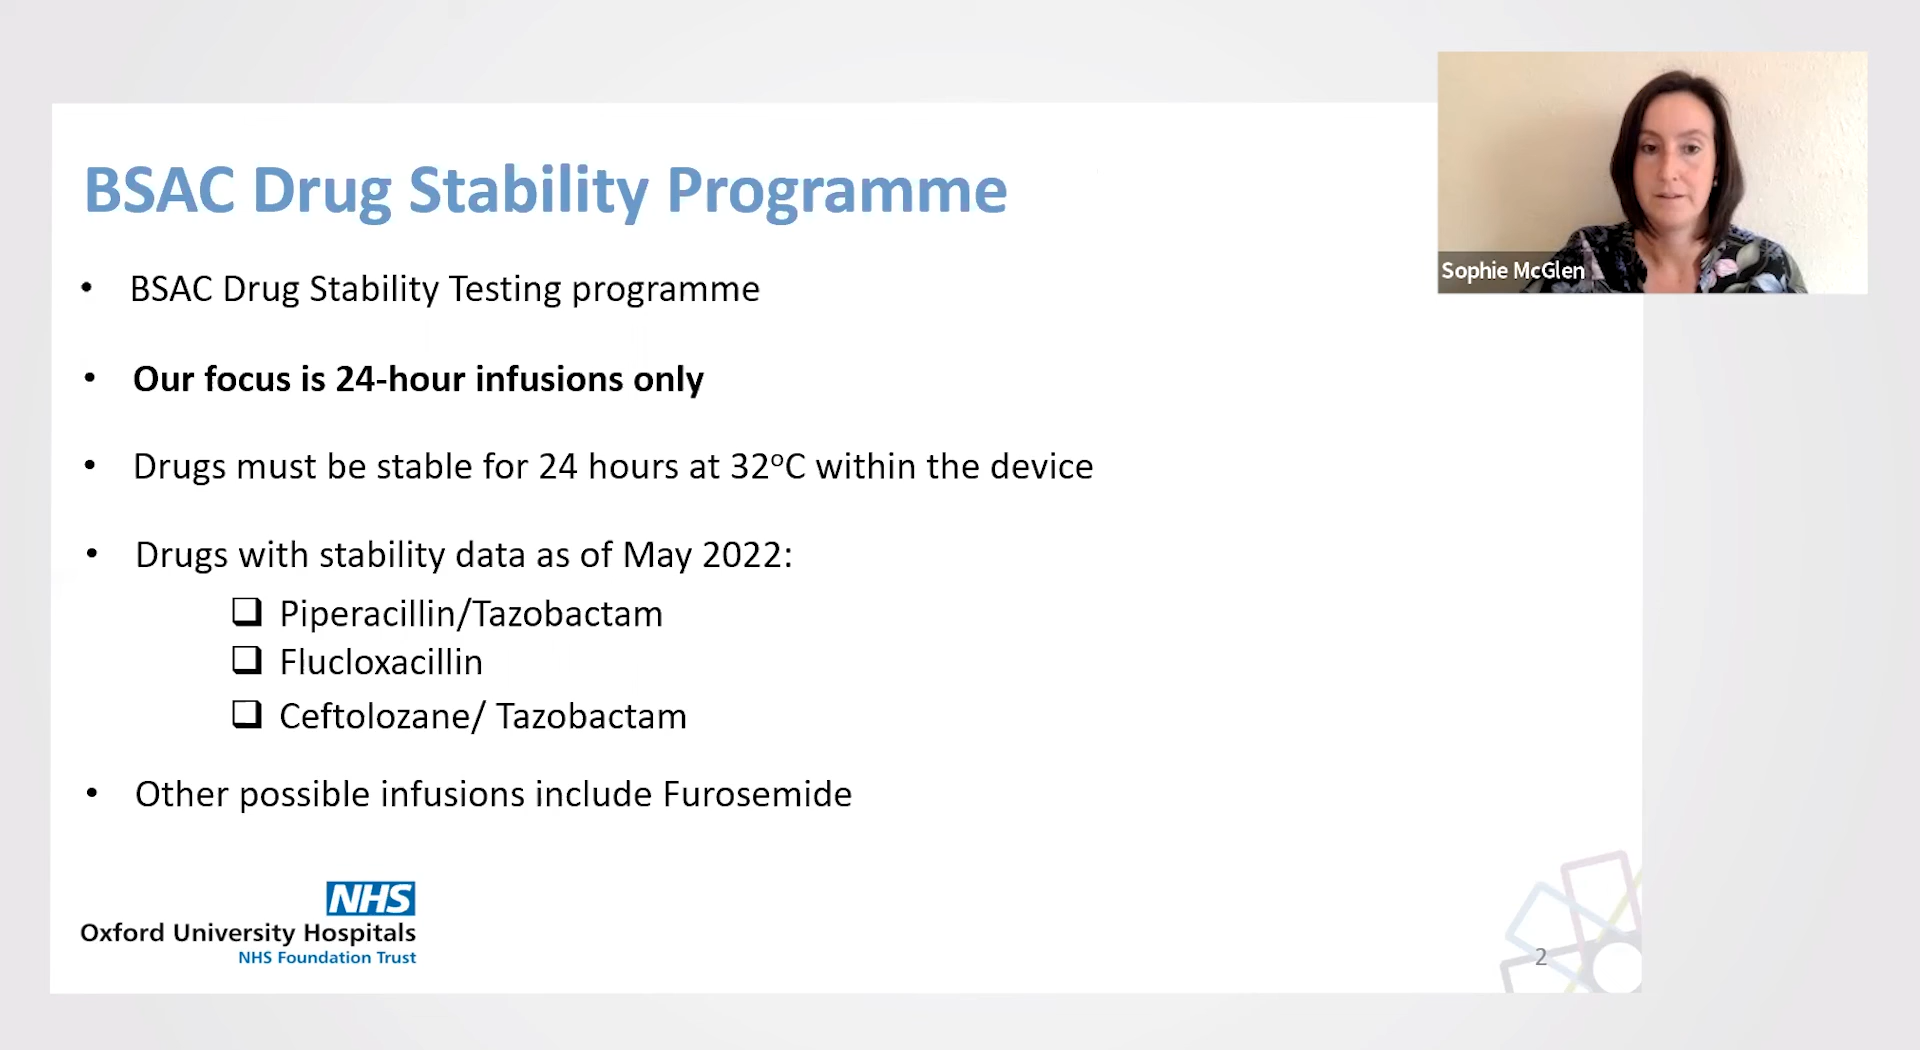 BSAC Drug Stability Programme
Sophie McGlen
• BSAC Drug Stability Testing programme
• Our focus is 24-hour infusions only
• Drugs must be stable for 24 hours at 32ºC within the device
• Drugs with stability data as of May 2022:
❑ Piperacillin/Tazobactam
❑ Flucloxacillin
❑ Ceftolozane/ Tazobactam
• Other possible infusions include Furosemide
NHS
Oxford University Hospitals
NHS Foundation Trust
2